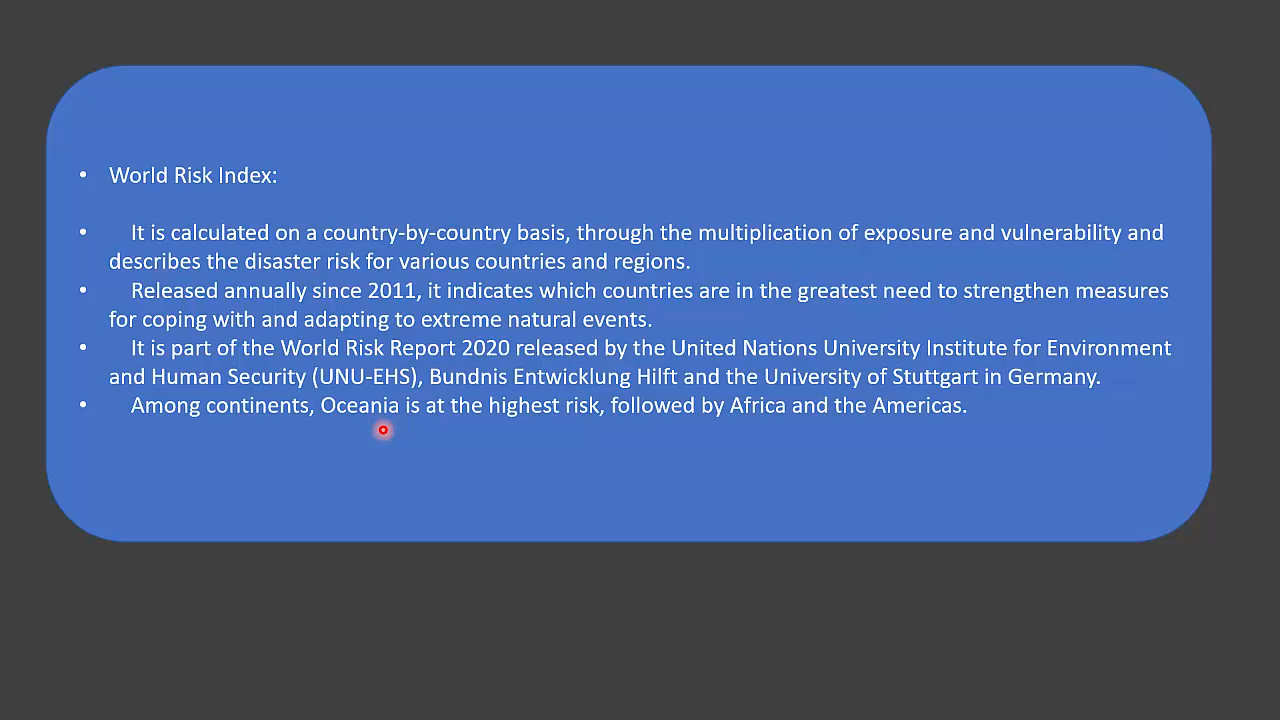 • World Risk Index:
• It is calculated on a country-by-country basis, through the multiplication of exposure and vulnerability and
describes the disaster risk for various countries and regions.
• Released annually since 2011, it indicates which countries are in the greatest need to strengthen measures
for coping with and adapting to extreme natural events.
• It is part of the World Risk Report 2020 released by the United Nations University Institute for Environment
and Human Security (UNU-EHS), Bundnis Entwicklung Hilft and the University of Stuttgart in Germany.
• Among continents, Oceania is at the highest risk, followed by Africa and the Americas.